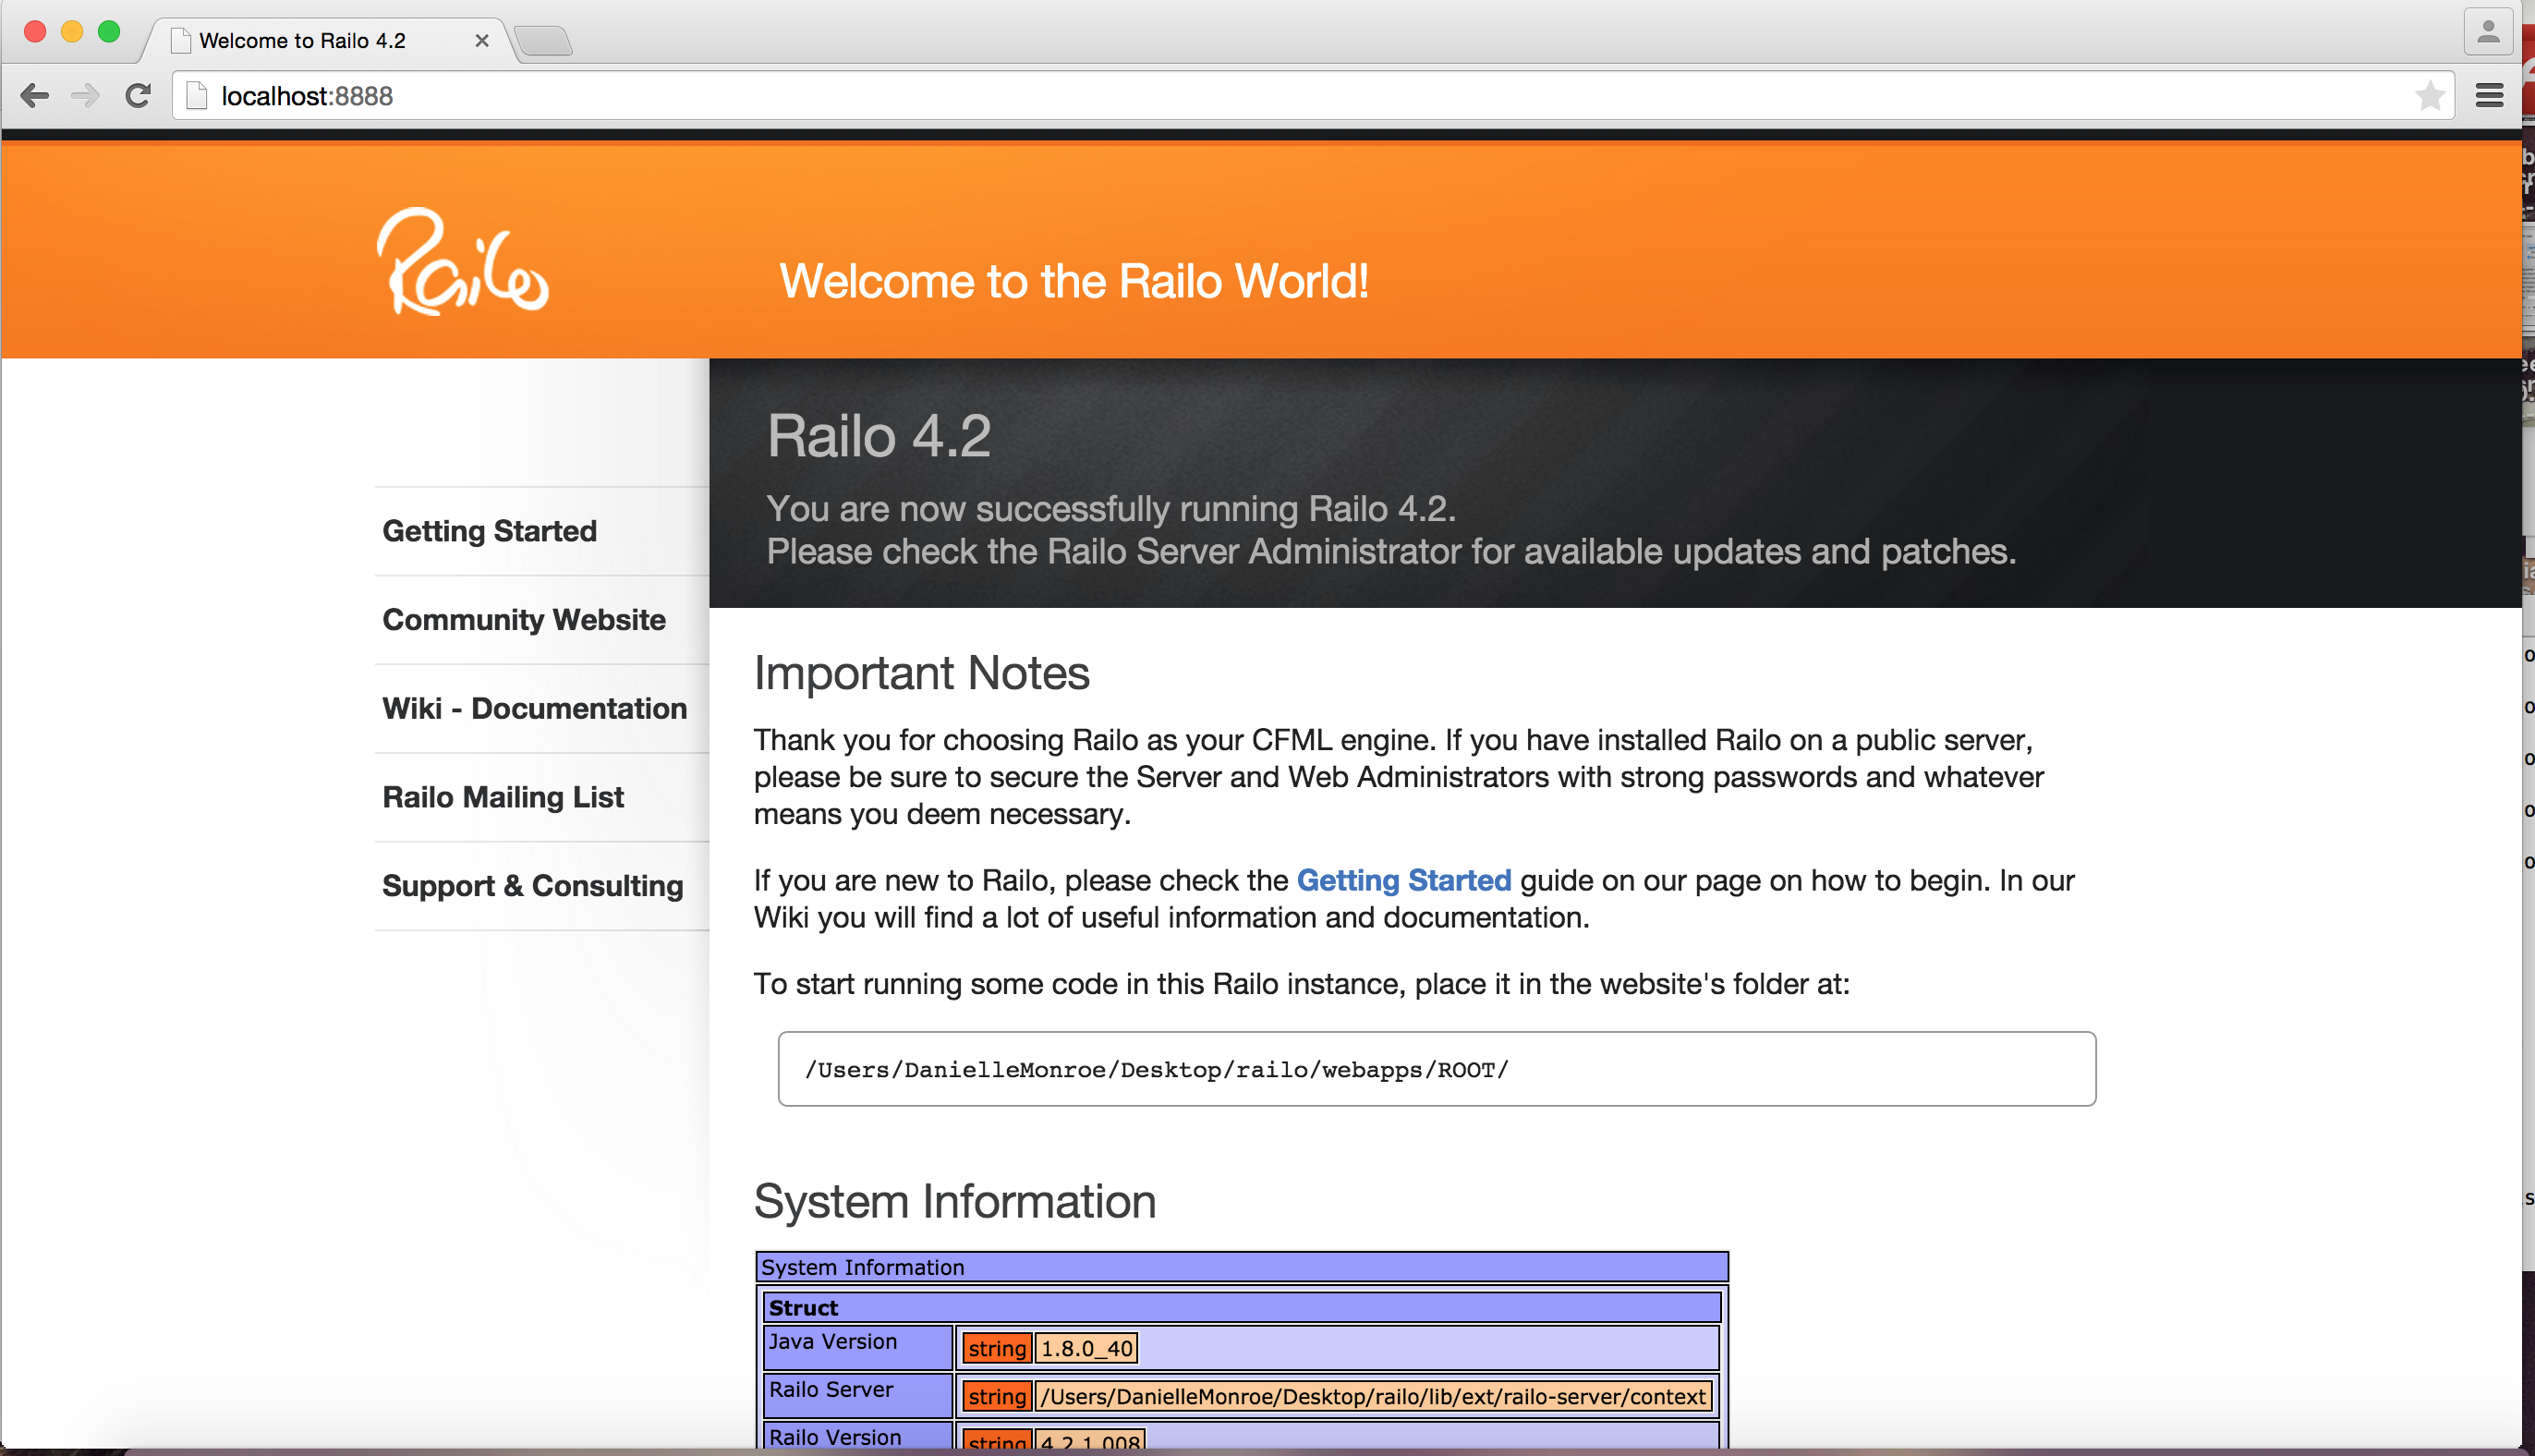 Welcome to Railo 4.2
localhost:8888
Railo
Welcome to the Railo World!
Railo 4.2
You are now successfully running Railo 4.2.
Please check the Railo Server Administrator for available updates and patches.
Getting Started
Community Website
Wiki - Documentation
Railo Mailing List
Support & Consulting
Important Notes
Thank you for choosing Railo as your CFML engine. If you have installed Railo on a public server,
please be sure to secure the Server and Web Administrators with strong passwords and whatever
means you deem necessary.
If you are new to Railo, please check the Getting Started guide on our page on how to begin. In our
Wiki you will find a lot of useful information and documentation.
To start running some code in this Railo instance, place it in the website's folder at:
/Users/DanielleMonroe/Desktop/railo/webapps/ROOT/
System Information
System Information
Struct
Java Version string 1.8.0_40
Railo Server string /Users/DanielleMonroe/Desktop/railo/lib/ext/railo-server/context
Railo Version string 4.2.1.008